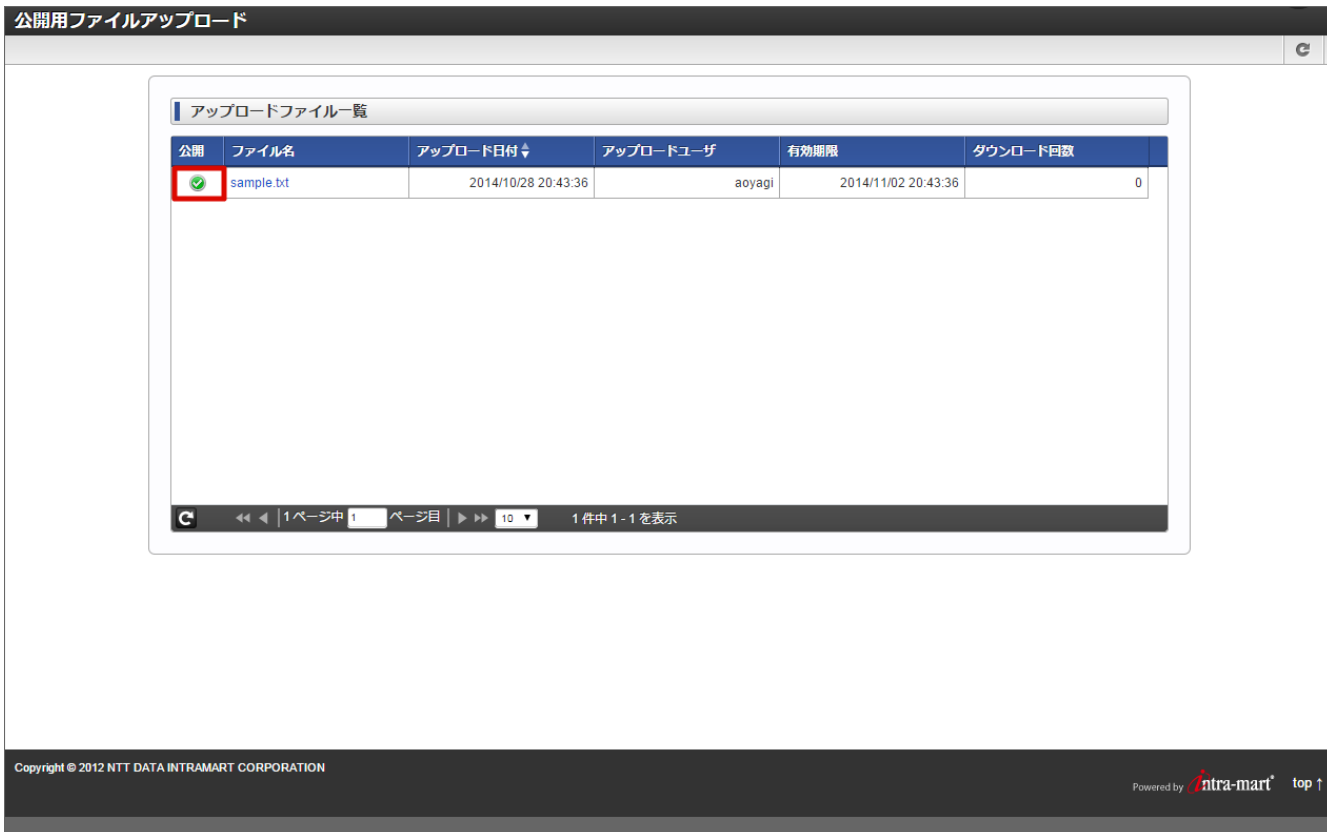 公開用ファイルアップロード
アップロードファイル一覧
公開 ファイル名 アップロード日付 アップロードユーザ 有効期限 ダウンロード回数
sample.txt 2014/10/28 20:43:36 aoyagi 2014/11/02 20:43:36 0
1 ページ中 1 ページ目 10 1 件中 1 - 1 を表示
Copyright © 2012 NTT DATA INTRAMART CORPORATION
Powered by intra-mart® top ↑